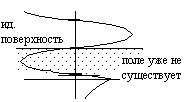 ид.
поверхность
поле уже не
существует